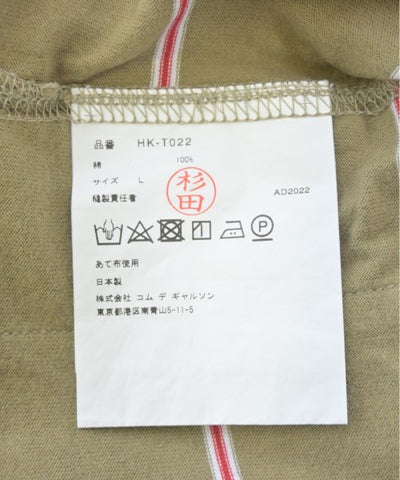 品番 HK-T022
綿 100%
サイズ L
縫製責任者 杉田 AD2022
P
あて布使用
日本製
株式会社 コム デ ギャルソン
東京都港区南青山5-11-5